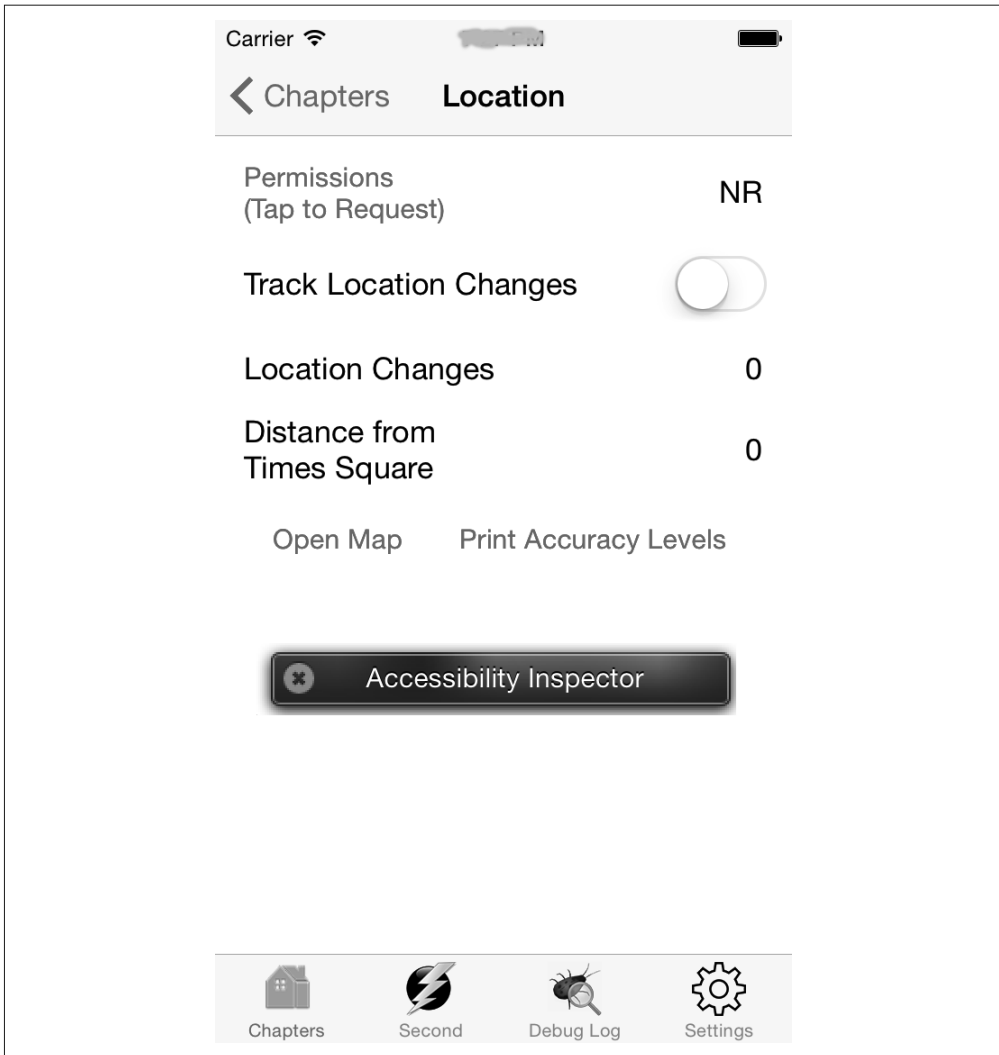 Carrier
Chapters Location
Permissions
(Tap to Request)
NR
Track Location Changes
Location Changes 0
Distance from
Times Square
0
Open Map Print Accuracy Levels
Accessibility Inspector
Chapters Second Debug Log Settings